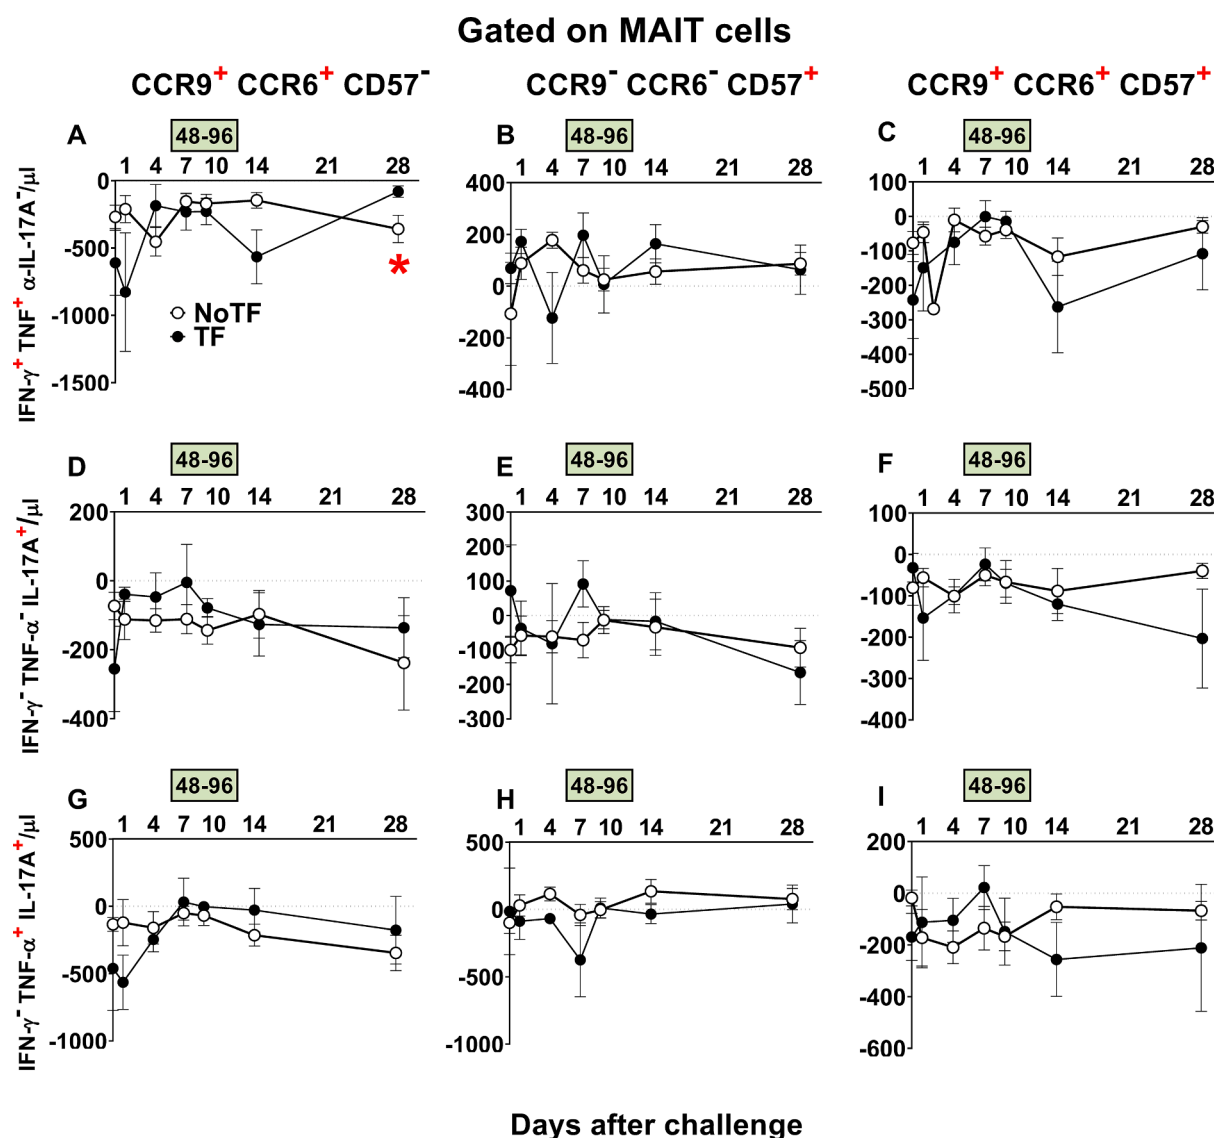 Gated on MAIT cells
CCR9+ CCR6+ CD57-
CCR9- CCR6- CD57+
CCR9+ CCR6+ CD57+
A
48-96
1 4 7 10 14 21 28
0
-500
-1000
-1500
NoTF
TF
*
IFN-γ+ TNF+ α-IL-17A-/µl
B
48-96
1 4 7 10 14 21 28
400
200
0
-200
-400
C
48-96
1 4 7 10 14 21 28
100
0
-100
-200
-300
-400
-500
D
48-96
1 4 7 10 14 21 28
200
0
-200
-400
IFN-γ- TNF-α- IL-17A+/µl
E
48-96
1 4 7 10 14 21 28
300
200
100
0
-100
-200
-300
F
48-96
1 4 7 10 14 21 28
100
0
-100
-200
-300
-400
G
48-96
1 4 7 10 14 21 28
500
0
-500
-1000
IFN-γ- TNF-α+ IL-17A+/µl
H
48-96
1 4 7 10 14 21 28
500
0
-500
-1000
I
48-96
1 4 7 10 14 21 28
200
0
-200
-400
-600
Days after challenge